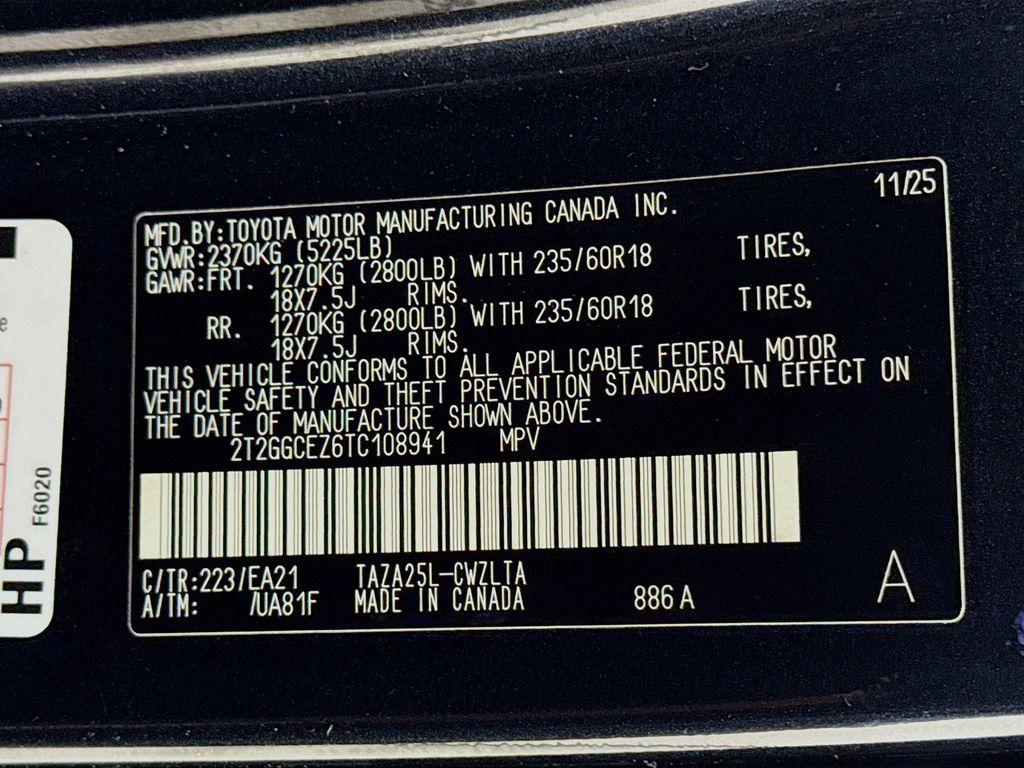 11/25
MFD.BY:TOYOTA MOTOR MANUFACTURING CANADA INC.
GVWR:2370KG (5225LB)
GAWR:FRT. 1270KG (2800LB) WITH 235/60R18 TIRES,
18X7.5J RIMS.
RR. 1270KG (2800LB) WITH 235/60R18 TIRES,
18X7.5J RIMS.
THIS VEHICLE CONFORMS TO ALL APPLICABLE FEDERAL MOTOR
VEHICLE SAFETY AND THEFT PREVENTION STANDARDS IN EFFECT ON
THE DATE OF MANUFACTURE SHOWN ABOVE.
2T2GGCEZ6TC108941 MPV
C/TR:223/EA21 TAZA25L-CWZLTA
A/TM: /UA81F MADE IN CANADA 886 A
A
HP
F6020